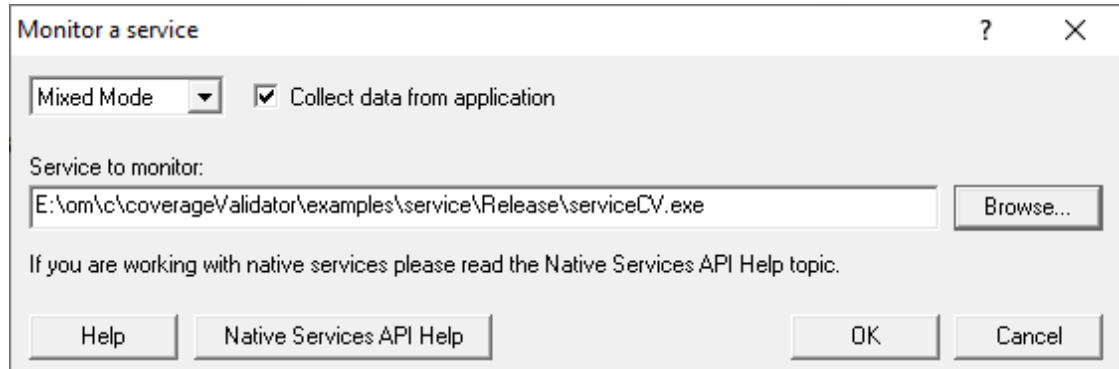 Monitor a service ?
Mixed Mode Collect data from application
Service to monitor:
E:\om\c\coverageValidator\examples\service\Release\serviceCV.exe Browse...
If you are working with native services please read the Native Services API Help topic.
Help Native Services API Help OK Cancel